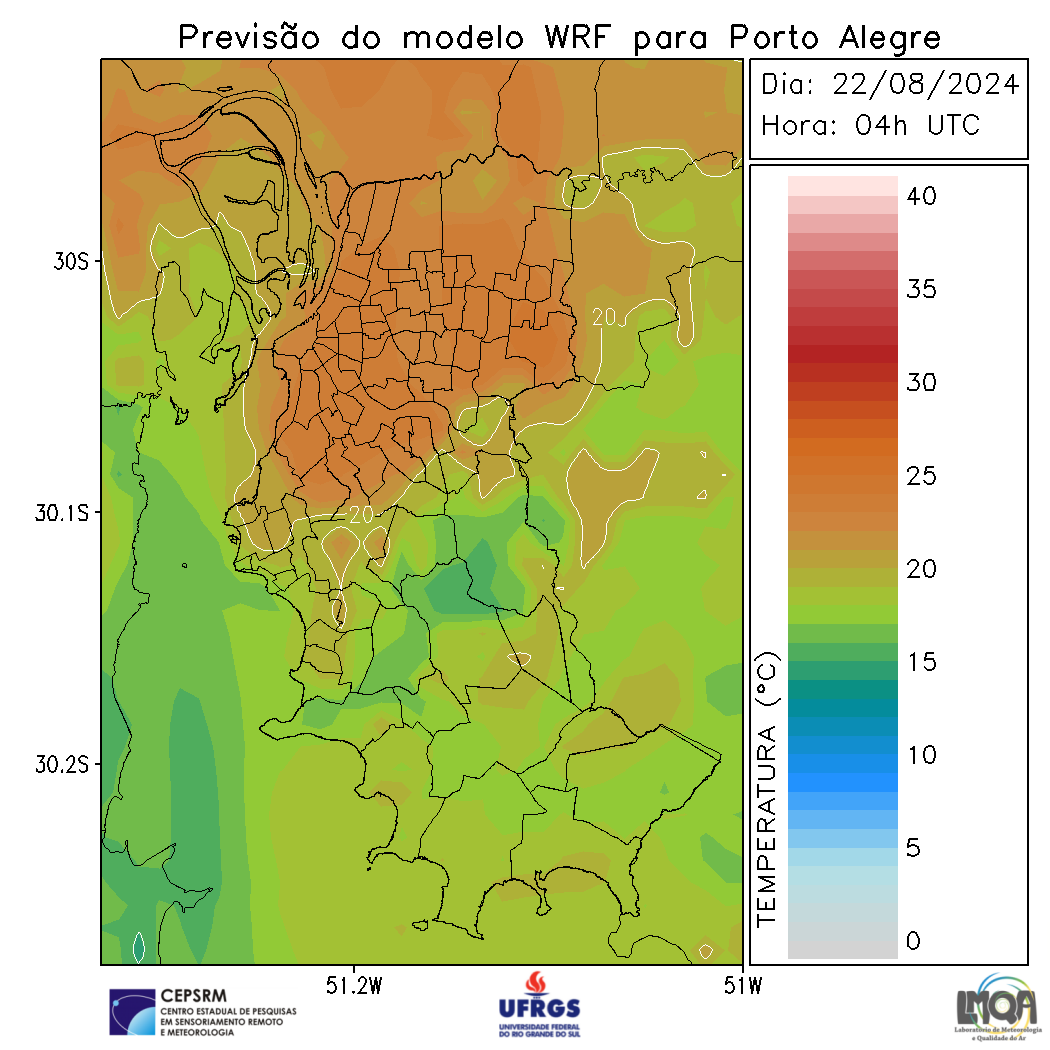 Previsão do modelo WRF para Porto Alegre
Dia: 22/08/2024
Hora: 04h UTC
30S
30.1S
30.2S
51.2W
51W
20
20
TEMPERATURA (°C)
40
35
30
25
20
15
10
5
0
CEPSRM
CENTRO ESTADUAL DE PESQUISAS
EM SENSORIAMENTO REMOTO
E METEOROLOGIA
UFRGS
UNIVERSIDADE FEDERAL
DO RIO GRANDE DO SUL
LMQA
Laboratório de Meteorologia
e Qualidade do Ar